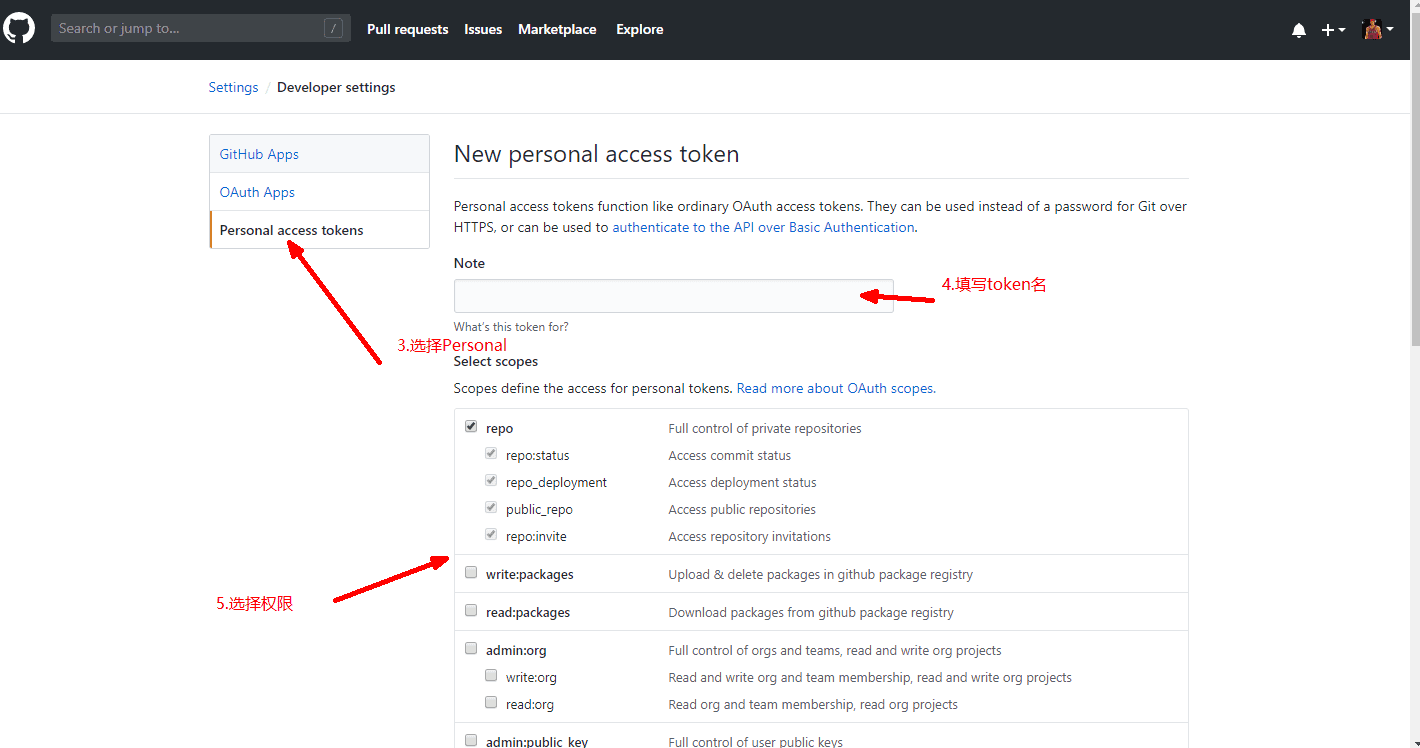 Search or jump to...
/
Pull requests
Issues
Marketplace
Explore
Settings / Developer settings
GitHub Apps
OAuth Apps
Personal access tokens
3.选择Personal
New personal access token
Personal access tokens function like ordinary OAuth access tokens. They can be used instead of a password for Git over
HTTPS, or can be used to authenticate to the API over Basic Authentication.
Note
4.填写token名
What's this token for?
Select scopes
Scopes define the access for personal tokens. Read more about OAuth scopes.
repo Full control of private repositories
repo:status Access commit status
repo_deployment Access deployment status
public_repo Access public repositories
repo:invite Access repository invitations
5.选择权限
write:packages Upload & delete packages in github package registry
read:packages Download packages from github package registry
admin:org Full control of orgs and teams, read and write org projects
write:org Read and write org and team membership, read and write org projects
read:org Read org and team membership, read org projects
admin:public_key Full control of user public keys